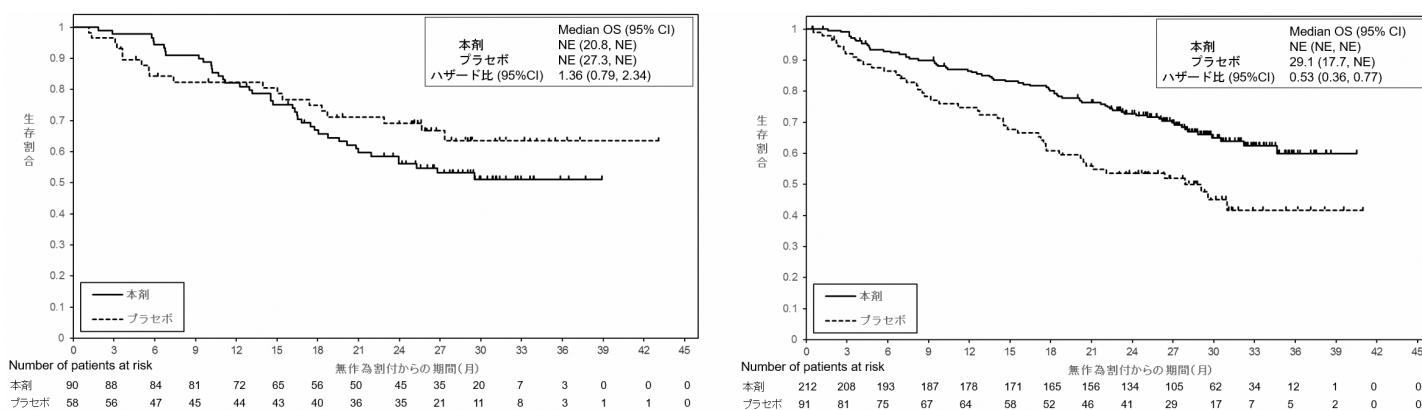 Median OS (95% CI)
本剤 NE (20.8, NE)
プラセボ NE (27.3, NE)
ハザード比 (95%CI) 1.36 (0.79, 2.34)
1
0.9
0.8
0.7
0.6
0.5
0.4
0.3
0.2
0.1
0
生存割合
本剤
プラセボ
0 3 6 9 12 15 18 21 24 27 30 33 36 39 42 45
無作為割付からの期間(月)
Number of patients at risk
本剤 90 88 84 81 72 65 56 50 45 35 20 7 3 0 0 0
プラセボ 58 56 47 45 44 43 40 36 35 21 11 8 3 1 1 0
Median OS (95% CI)
本剤 NE (NE, NE)
プラセボ 29.1 (17.7, NE)
ハザード比 (95%CI) 0.53 (0.36, 0.77)
1
0.9
0.8
0.7
0.6
0.5
0.4
0.3
0.2
0.1
0
生存割合
本剤
プラセボ
0 3 6 9 12 15 18 21 24 27 30 33 36 39 42 45
無作為割付からの期間(月)
Number of patients at risk
本剤 212 208 193 187 178 171 165 156 134 105 62 34 12 1 0 0
プラセボ 91 81 75 67 64 58 52 46 41 29 17 7 5 2 0 0